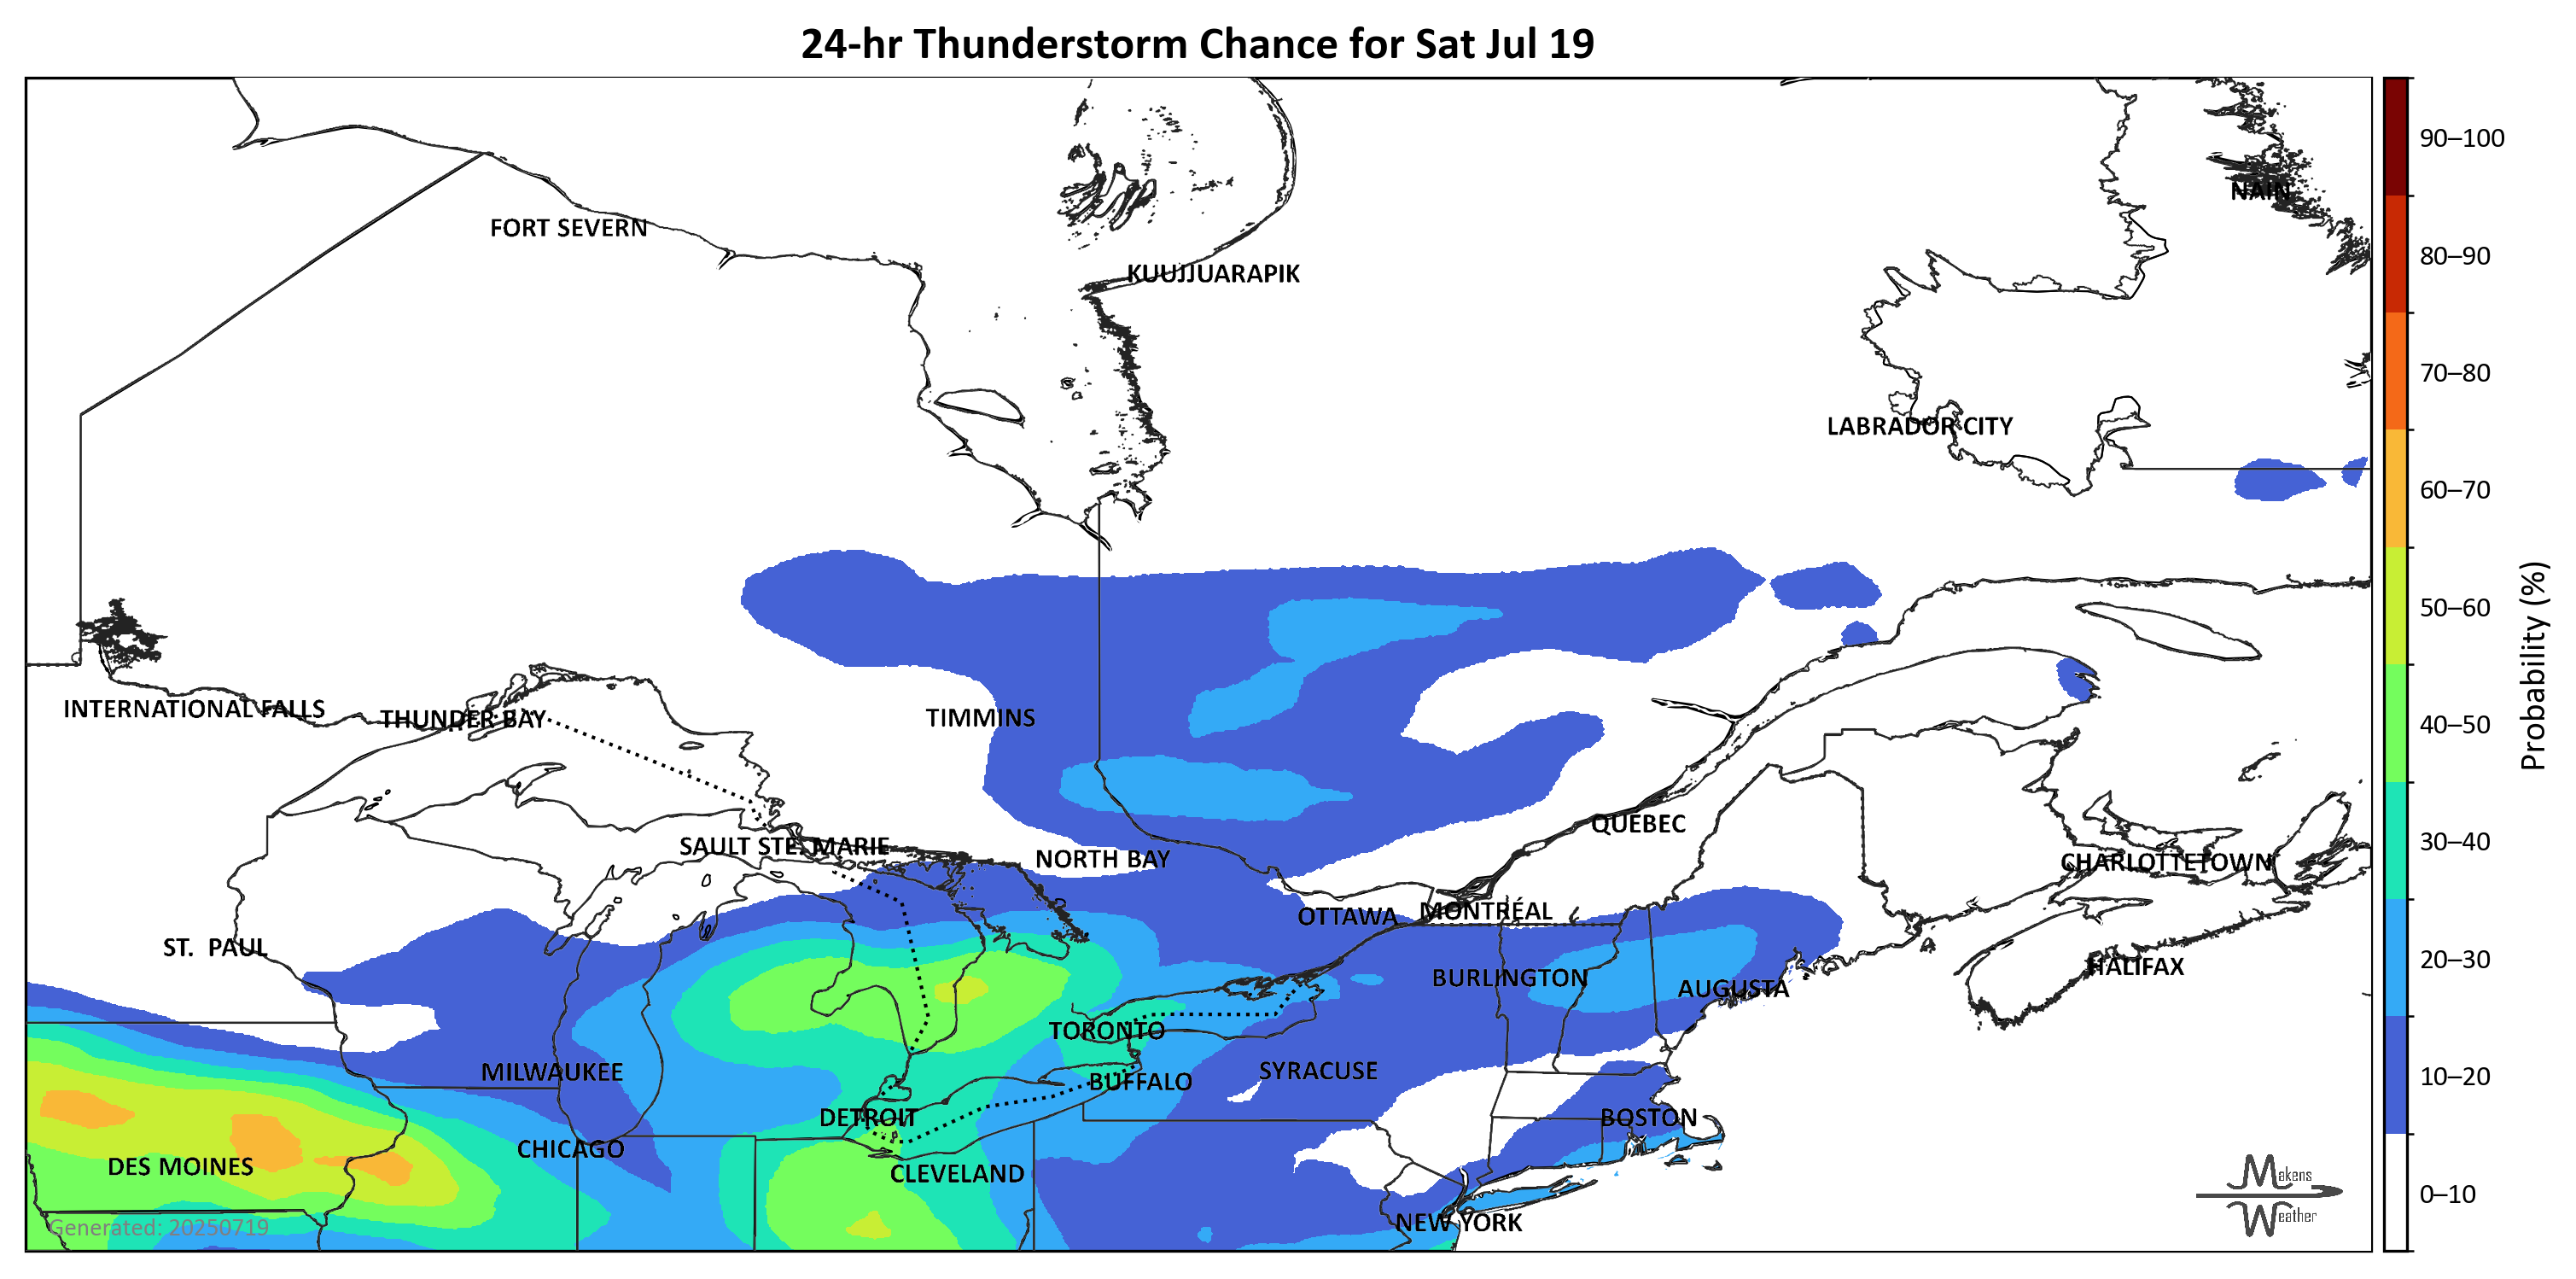 24-hr Thunderstorm Chance for Sat Jul 19
NAIN
FORT SEVERN
KUUJJUARAPIK
LABRADOR CITY
INTERNATIONAL FALLS
THUNDER BAY
TIMMINS
QUEBEC
SAULT STE. MARIE
NORTH BAY
CHARLOTTETOWN
OTTAWA
MONTRÉAL
ST. PAUL
HALIFAX
BURLINGTON
AUGUSTA
TORONTO
MILWAUKEE
SYRACUSE
BUFFALO
DETROIT
BOSTON
CHICAGO
DES MOINES
CLEVELAND
NEW YORK
Generated: 20250719
Makens
Weather
90–100
80–90
70–80
60–70
50–60
40–50
30–40
20–30
10–20
0–10
Probability (%)